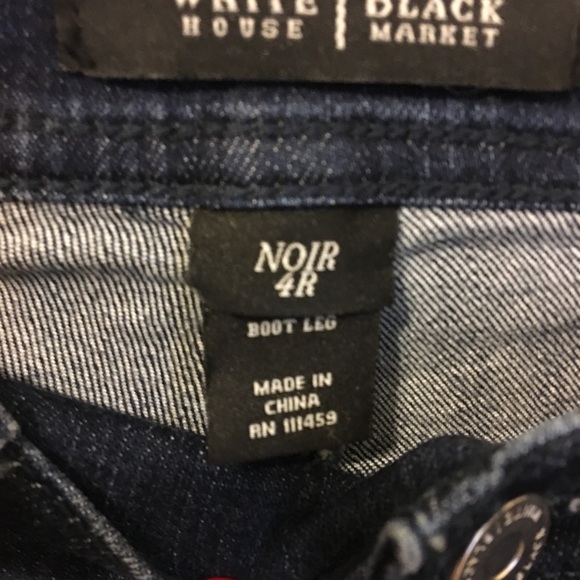 WHITE | BLACK
HOUSE | MARKET
NOIR
4R
BOOT LEG
MADE IN
CHINA
RN 111459